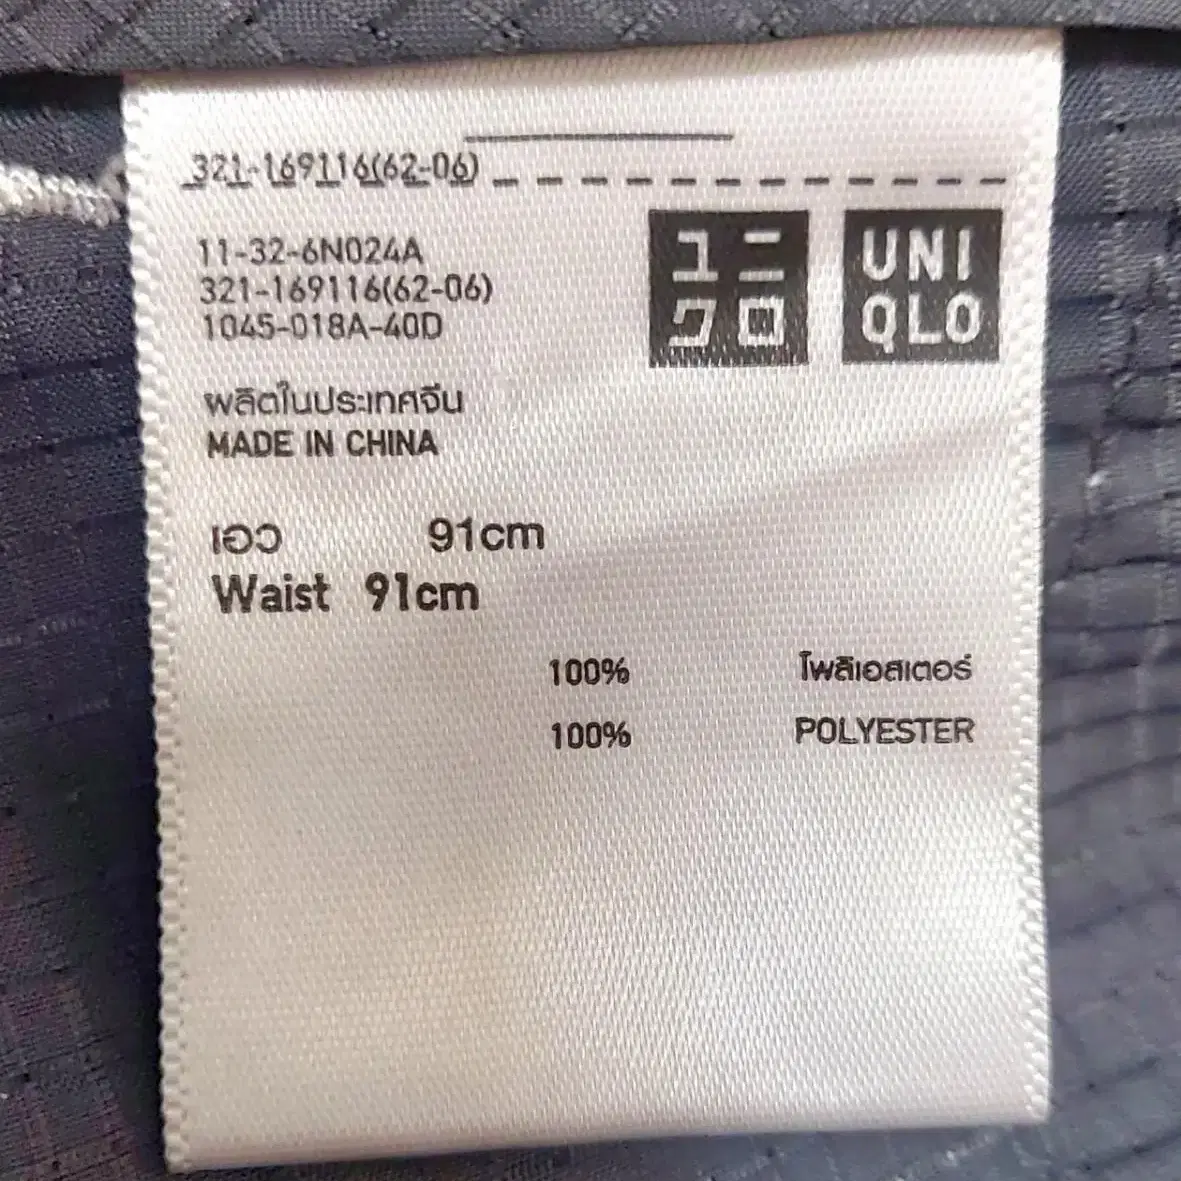 321-169116(62-06)
11-32-6N024A
321-169116(62-06)
1045-018A-40D
ユニ
クロ
UNI
QLO
ผลิตในประเทศจีน
MADE IN CHINA
เอว 91cm
Waist 91cm
100% โพลิเอสเตอร์
100% POLYESTER